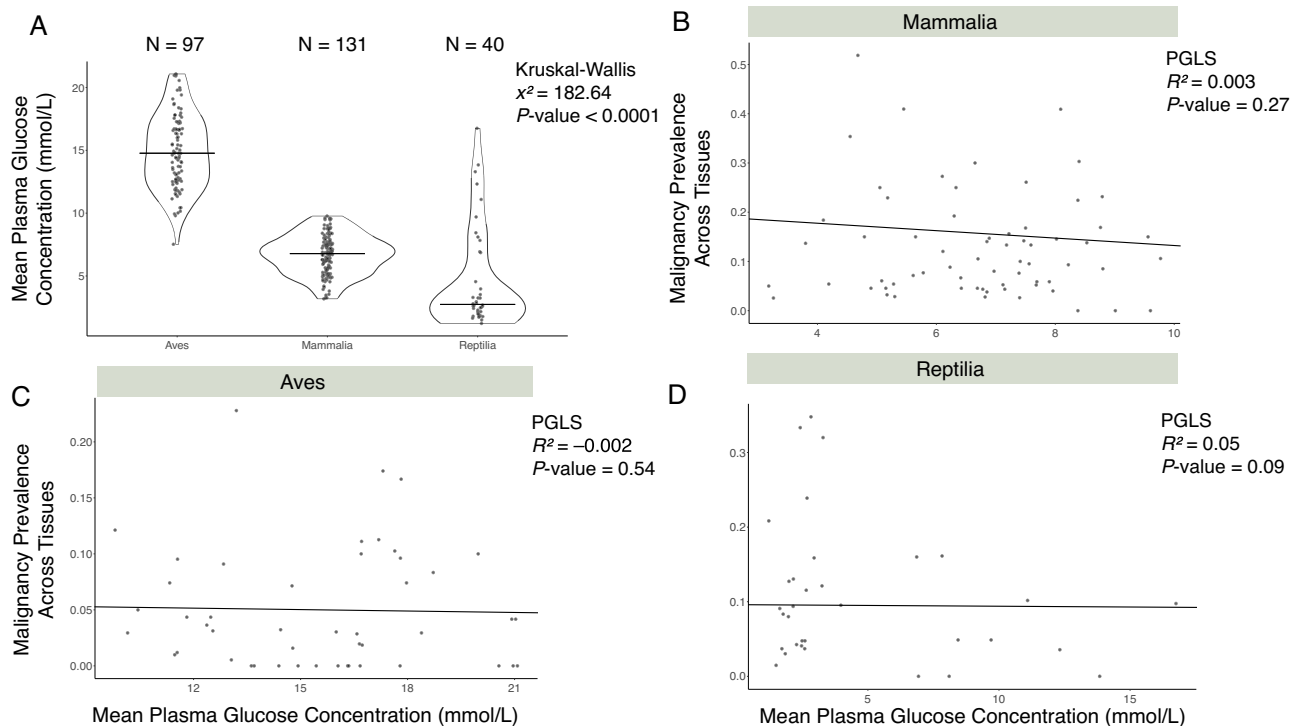 A
N = 97
N = 131
N = 40
Kruskal-Wallis
x² = 182.64
P-value < 0.0001
Mean Plasma Glucose
Concentration (mmol/L)
20
15
10
5
Aves
Mammalia
Reptilia
B
Mammalia
PGLS
R² = 0.003
P-value = 0.27
Malignancy Prevalence
Across Tissues
0.5
0.4
0.3
0.2
0.1
0.0
4
6
8
10
C
Aves
PGLS
R² = –0.002
P-value = 0.54
Malignancy Prevalence
Across Tissues
0.20
0.15
0.10
0.05
0.00
12
15
18
21
Mean Plasma Glucose Concentration (mmol/L)
D
Reptilia
PGLS
R² = 0.05
P-value = 0.09
0.3
0.2
0.1
0.0
5
10
15
Mean Plasma Glucose Concentration (mmol/L)